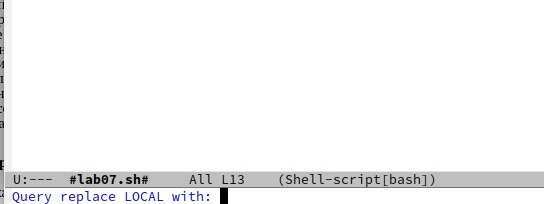 U:---  #lab07.sh#     All L13    (Shell-script[bash])
Query replace LOCAL with: